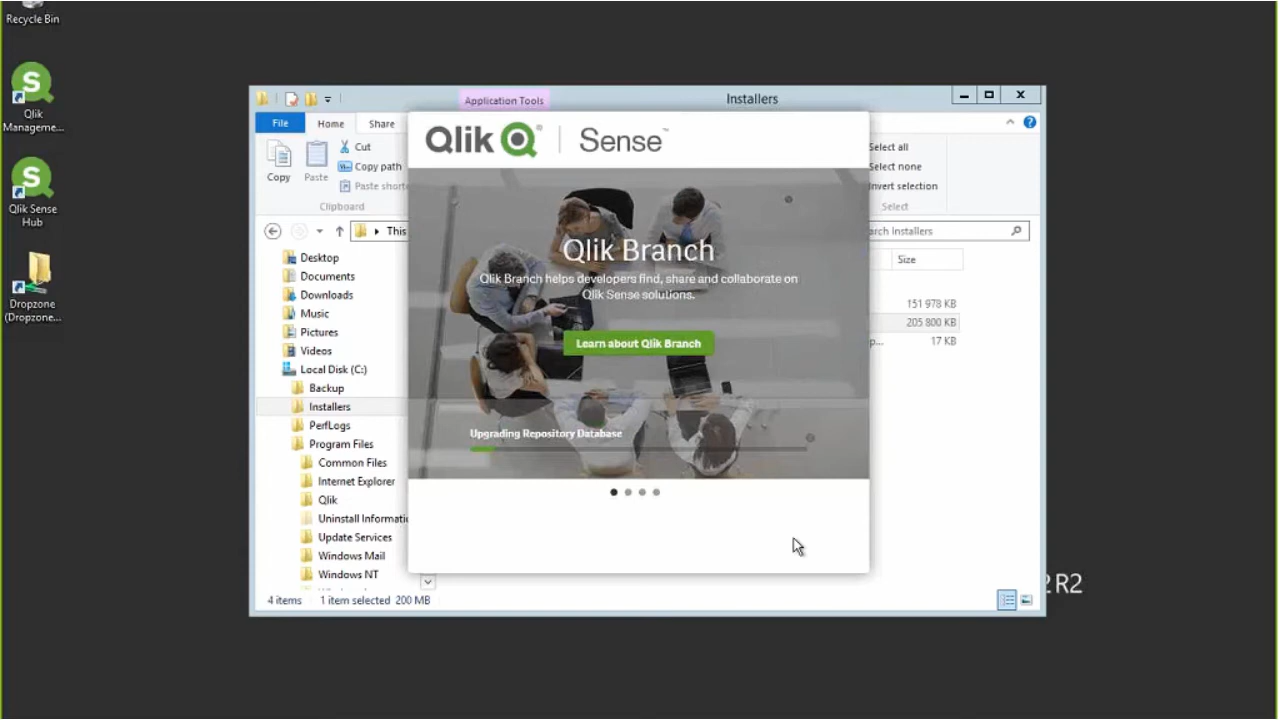 Recycle Bin
Qlik
Manageme...
Qlik Sense
Hub
Dropzone
(Dropzone...
Application Tools
Installers
File
Home
Share
Copy
Paste
Cut
Copy path
Paste shortc
Clipboard
Select all
Select none
Invert selection
Select
This
arch Installers
Desktop
Documents
Downloads
Music
Pictures
Videos
Local Disk (C:)
Backup
Installers
PerfLogs
Program Files
Common Files
Internet Explorer
Qlik
Uninstall Informatio
Update Services
Windows Mail
Windows NT
Size
151 978 KB
205 800 KB
p...
17 KB
Qlik Sense™
Qlik Branch
Qlik Branch helps developers find, share and collaborate on
Qlik Sense solutions.
Learn about Qlik Branch
Upgrading Repository Database
4 items
1 item selected 200 MB
2 R2